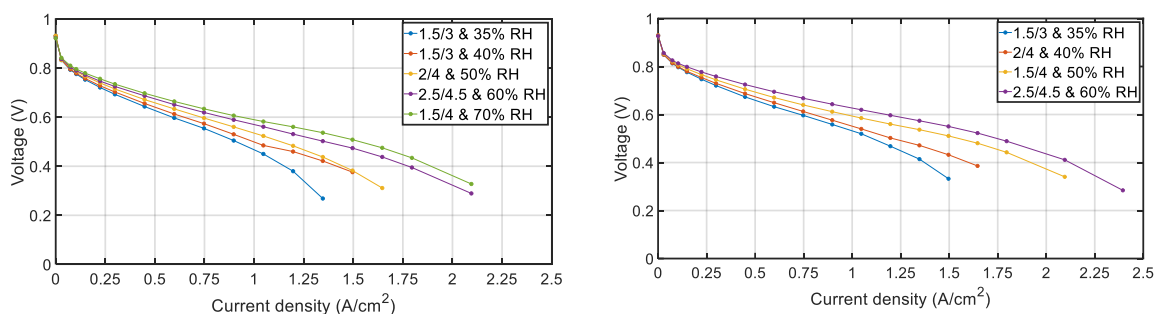 1
0.8
0.6
0.4
0.2
0
Voltage (V)
0 0.25 0.5 0.75 1 1.25 1.5 1.75 2 2.25 2.5
Current density (A/cm2)
1.5/3 & 35% RH
1.5/3 & 40% RH
2/4 & 50% RH
2.5/4.5 & 60% RH
1.5/4 & 70% RH
1
0.8
0.6
0.4
0.2
0
Voltage (V)
0 0.25 0.5 0.75 1 1.25 1.5 1.75 2 2.25 2.5
Current density (A/cm2)
1.5/3 & 35% RH
2/4 & 40% RH
1.5/4 & 50% RH
2.5/4.5 & 60% RH